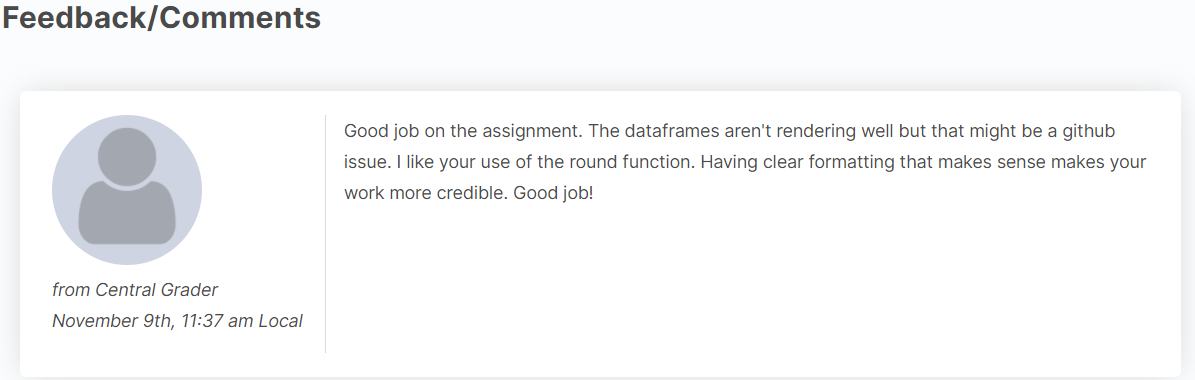 Feedback/Comments
Good job on the assignment. The dataframes aren't rendering well but that might be a github
issue. I like your use of the round function. Having clear formatting that makes sense makes your
work more credible. Good job!
from Central Grader
November 9th, 11:37 am Local